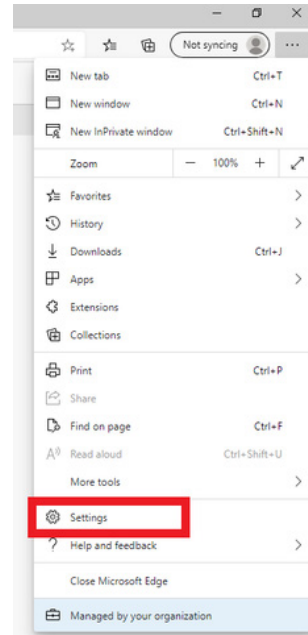 Not syncing
New tab Ctrl+T
New window Ctrl+N
New InPrivate window Ctrl+Shift+N
Zoom 100%
Favorites
History
Downloads Ctrl+J
Apps
Extensions
Collections
Print Ctrl+P
Share
Find on page Ctrl+F
Read aloud Ctrl+Shift+U
More tools
Settings
Help and feedback
Close Microsoft Edge
Managed by your organization